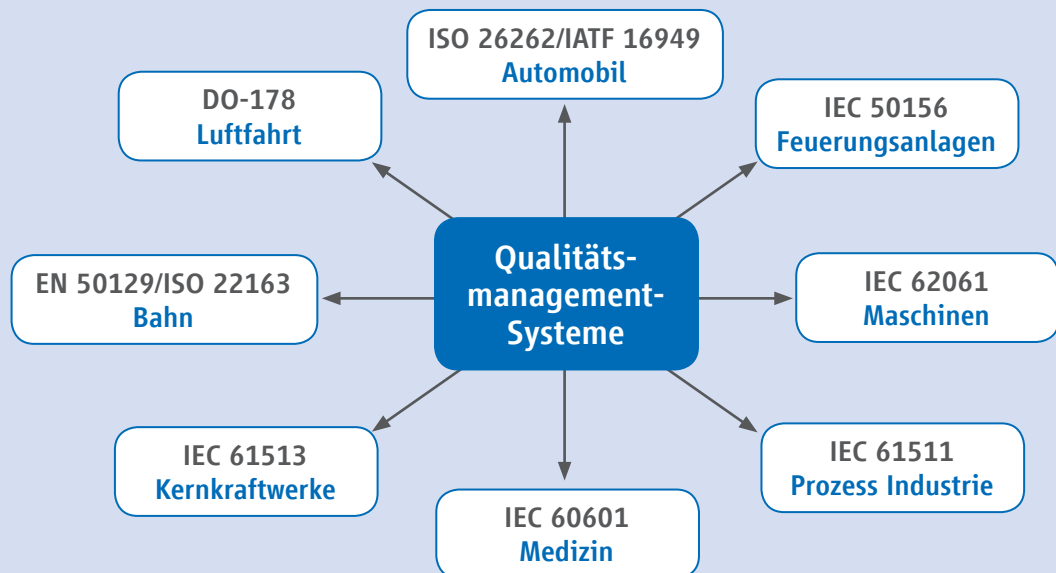 ISO 26262/IATF 16949
Automobil
DO-178
Luftfahrt
IEC 50156
Feuerungsanlagen
Qualitäts-
management-
Systeme
EN 50129/ISO 22163
Bahn
IEC 62061
Maschinen
IEC 61513
Kernkraftwerke
IEC 61511
Prozess Industrie
IEC 60601
Medizin